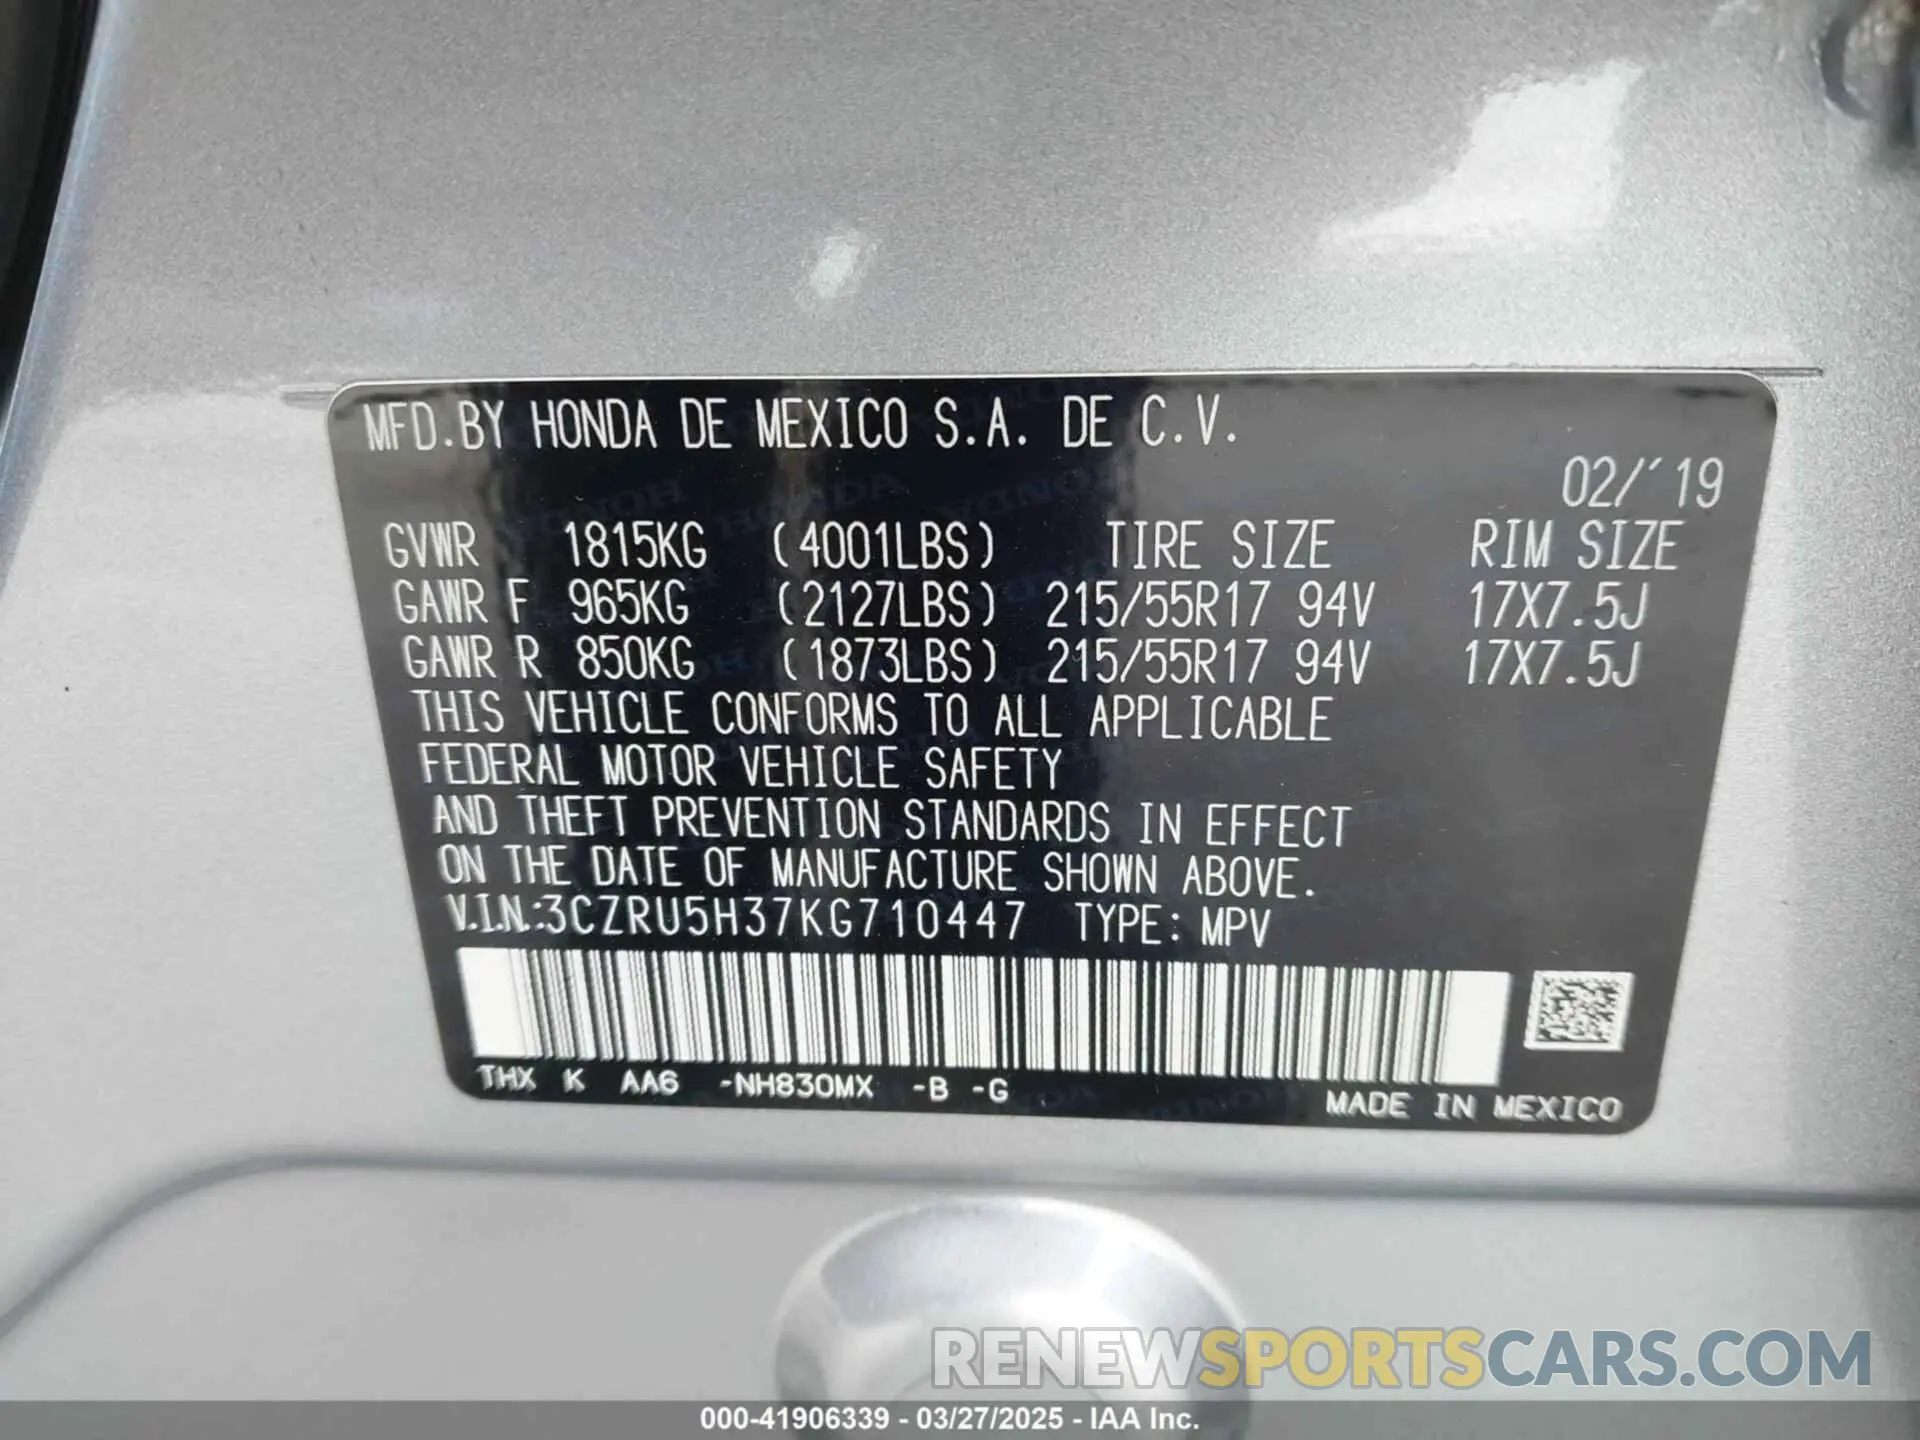 MFD.BY HONDA DE MEXICO S.A. DE C.V.
02/'19
GVWR 1815KG (4001LBS) TIRE SIZE RIM SIZE
GAWR F 965KG (2127LBS) 215/55R17 94V 17X7.5J
GAWR R 850KG (1873LBS) 215/55R17 94V 17X7.5J
THIS VEHICLE CONFORMS TO ALL APPLICABLE
FEDERAL MOTOR VEHICLE SAFETY
AND THEFT PREVENTION STANDARDS IN EFFECT
ON THE DATE OF MANUFACTURE SHOWN ABOVE.
V.I.N.:3CZRU5H37KG710447 TYPE: MPV
THX K AA6 -NH830MX -B -G
MADE IN MEXICO
RENEWSPORTSCARS.COM
000-41906339 - 03/27/2025 - IAA Inc.